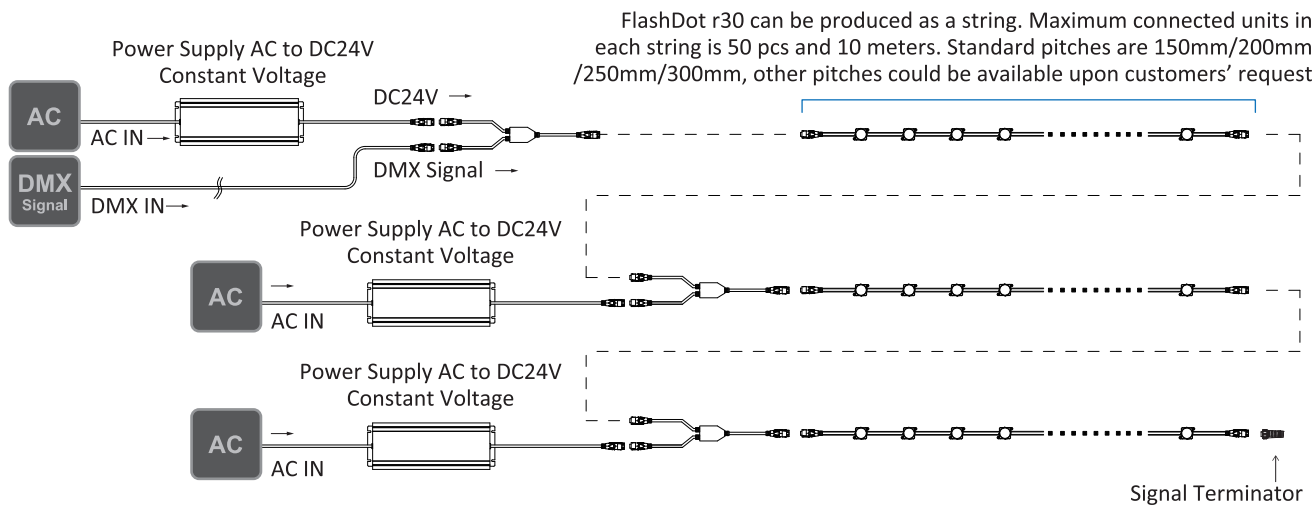 FlashDot r30 can be produced as a string. Maximum connected units in
each string is 50 pcs and 10 meters. Standard pitches are 150mm/200mm
/250mm/300mm, other pitches could be available upon customers’ request
Power Supply AC to DC24V
Constant Voltage
AC
AC IN
DC24V
DMX
Signal
DMX IN
DMX Signal
Power Supply AC to DC24V
Constant Voltage
AC
AC IN
Power Supply AC to DC24V
Constant Voltage
AC
AC IN
Signal Terminator